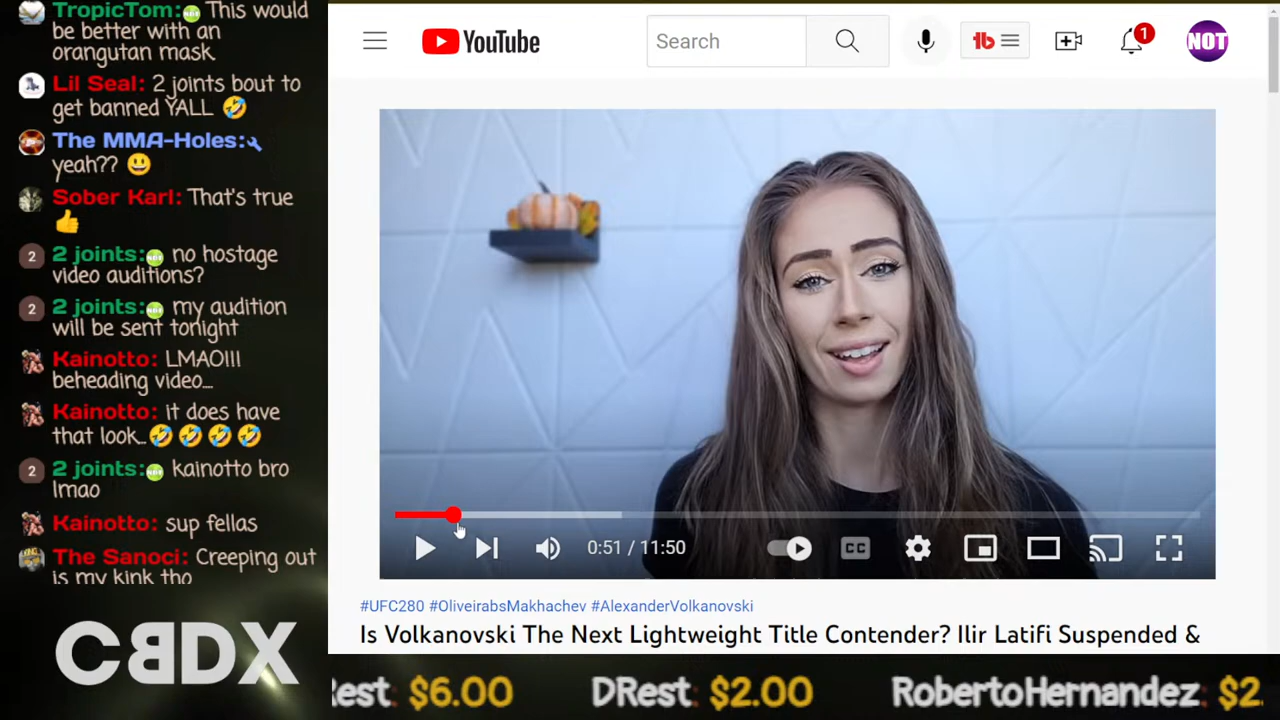 TropicTom: This would
be better with an
orangutan mask
Lil Seal: 2 joints bout to
get banned YALL 🤣
The MMA-Holes:
yeah?? 😃
Sober Karl: That's true
👍
2 joints: no hostage
video auditions?
2 joints: my audition
will be sent tonight
Kainotto: LMAO!!!
beheading video...
Kainotto: it does have
that look...🤣🤣🤣🤣
2 joints: kainotto bro
lmao
Kainotto: sup fellas
The Sanoci: Creeping out
is my kink tho
CBDX
YouTube
Search
tb
1
NOT
0:51 / 11:50
CC
#UFC280 #OliveirabsMakhachev #AlexanderVolkanovski
Is Volkanovski The Next Lightweight Title Contender? Ilir Latifi Suspended &
Rest: $6.00 DRest: $2.00 RobertoHernandez: $2.